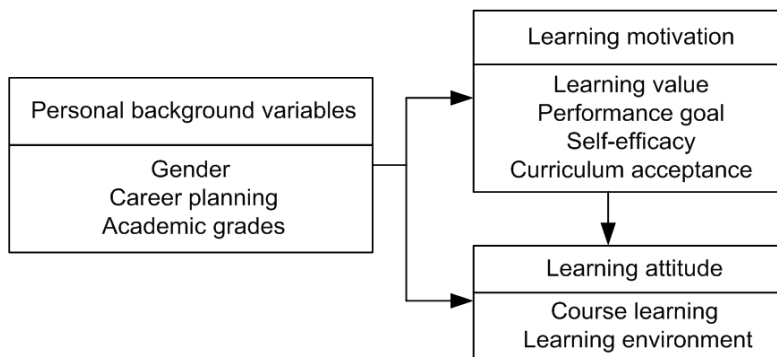 Personal background variables
Gender
Career planning
Academic grades
Learning motivation
Learning value
Performance goal
Self-efficacy
Curriculum acceptance
Learning attitude
Course learning
Learning environment